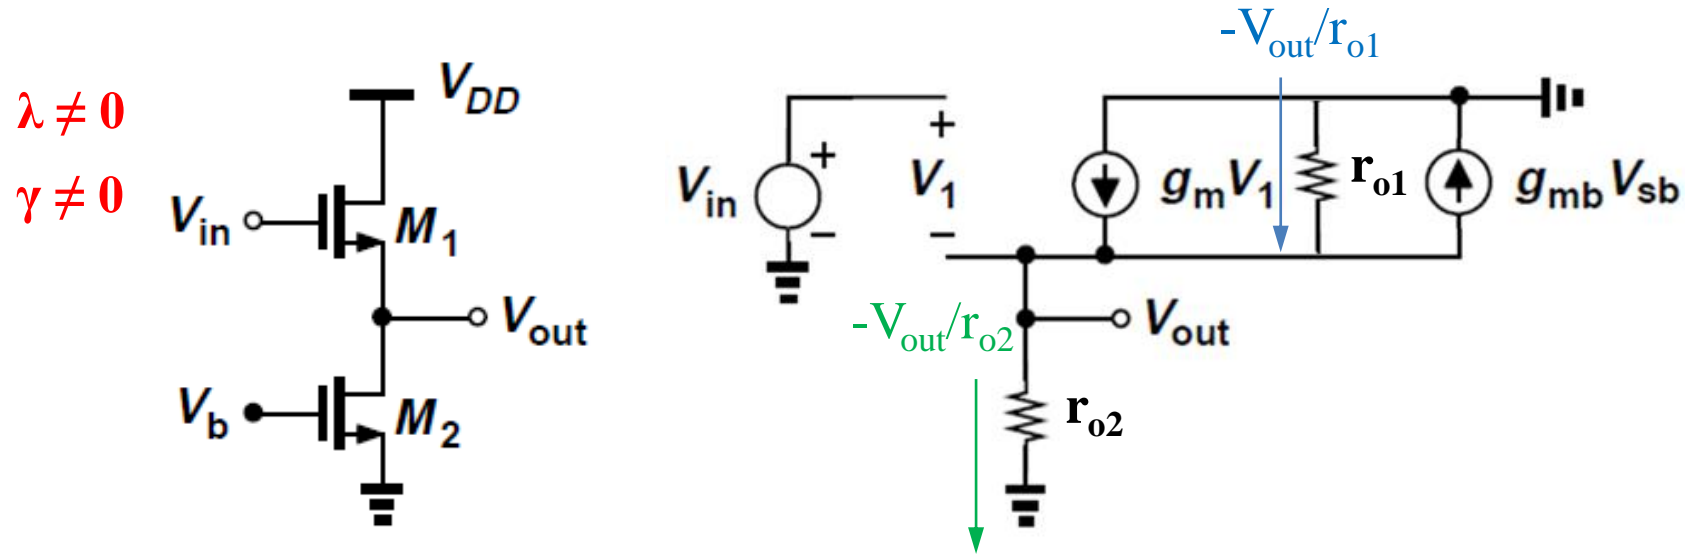 λ ≠ 0
γ ≠ 0
V_DD
V_in
M_1
V_out
V_b
M_2
-V_out/r_o1
V_in
+
−
+
V_1
−
g_mV_1
r_o1
g_mbV_sb
-V_out/r_o2
V_out
r_o2